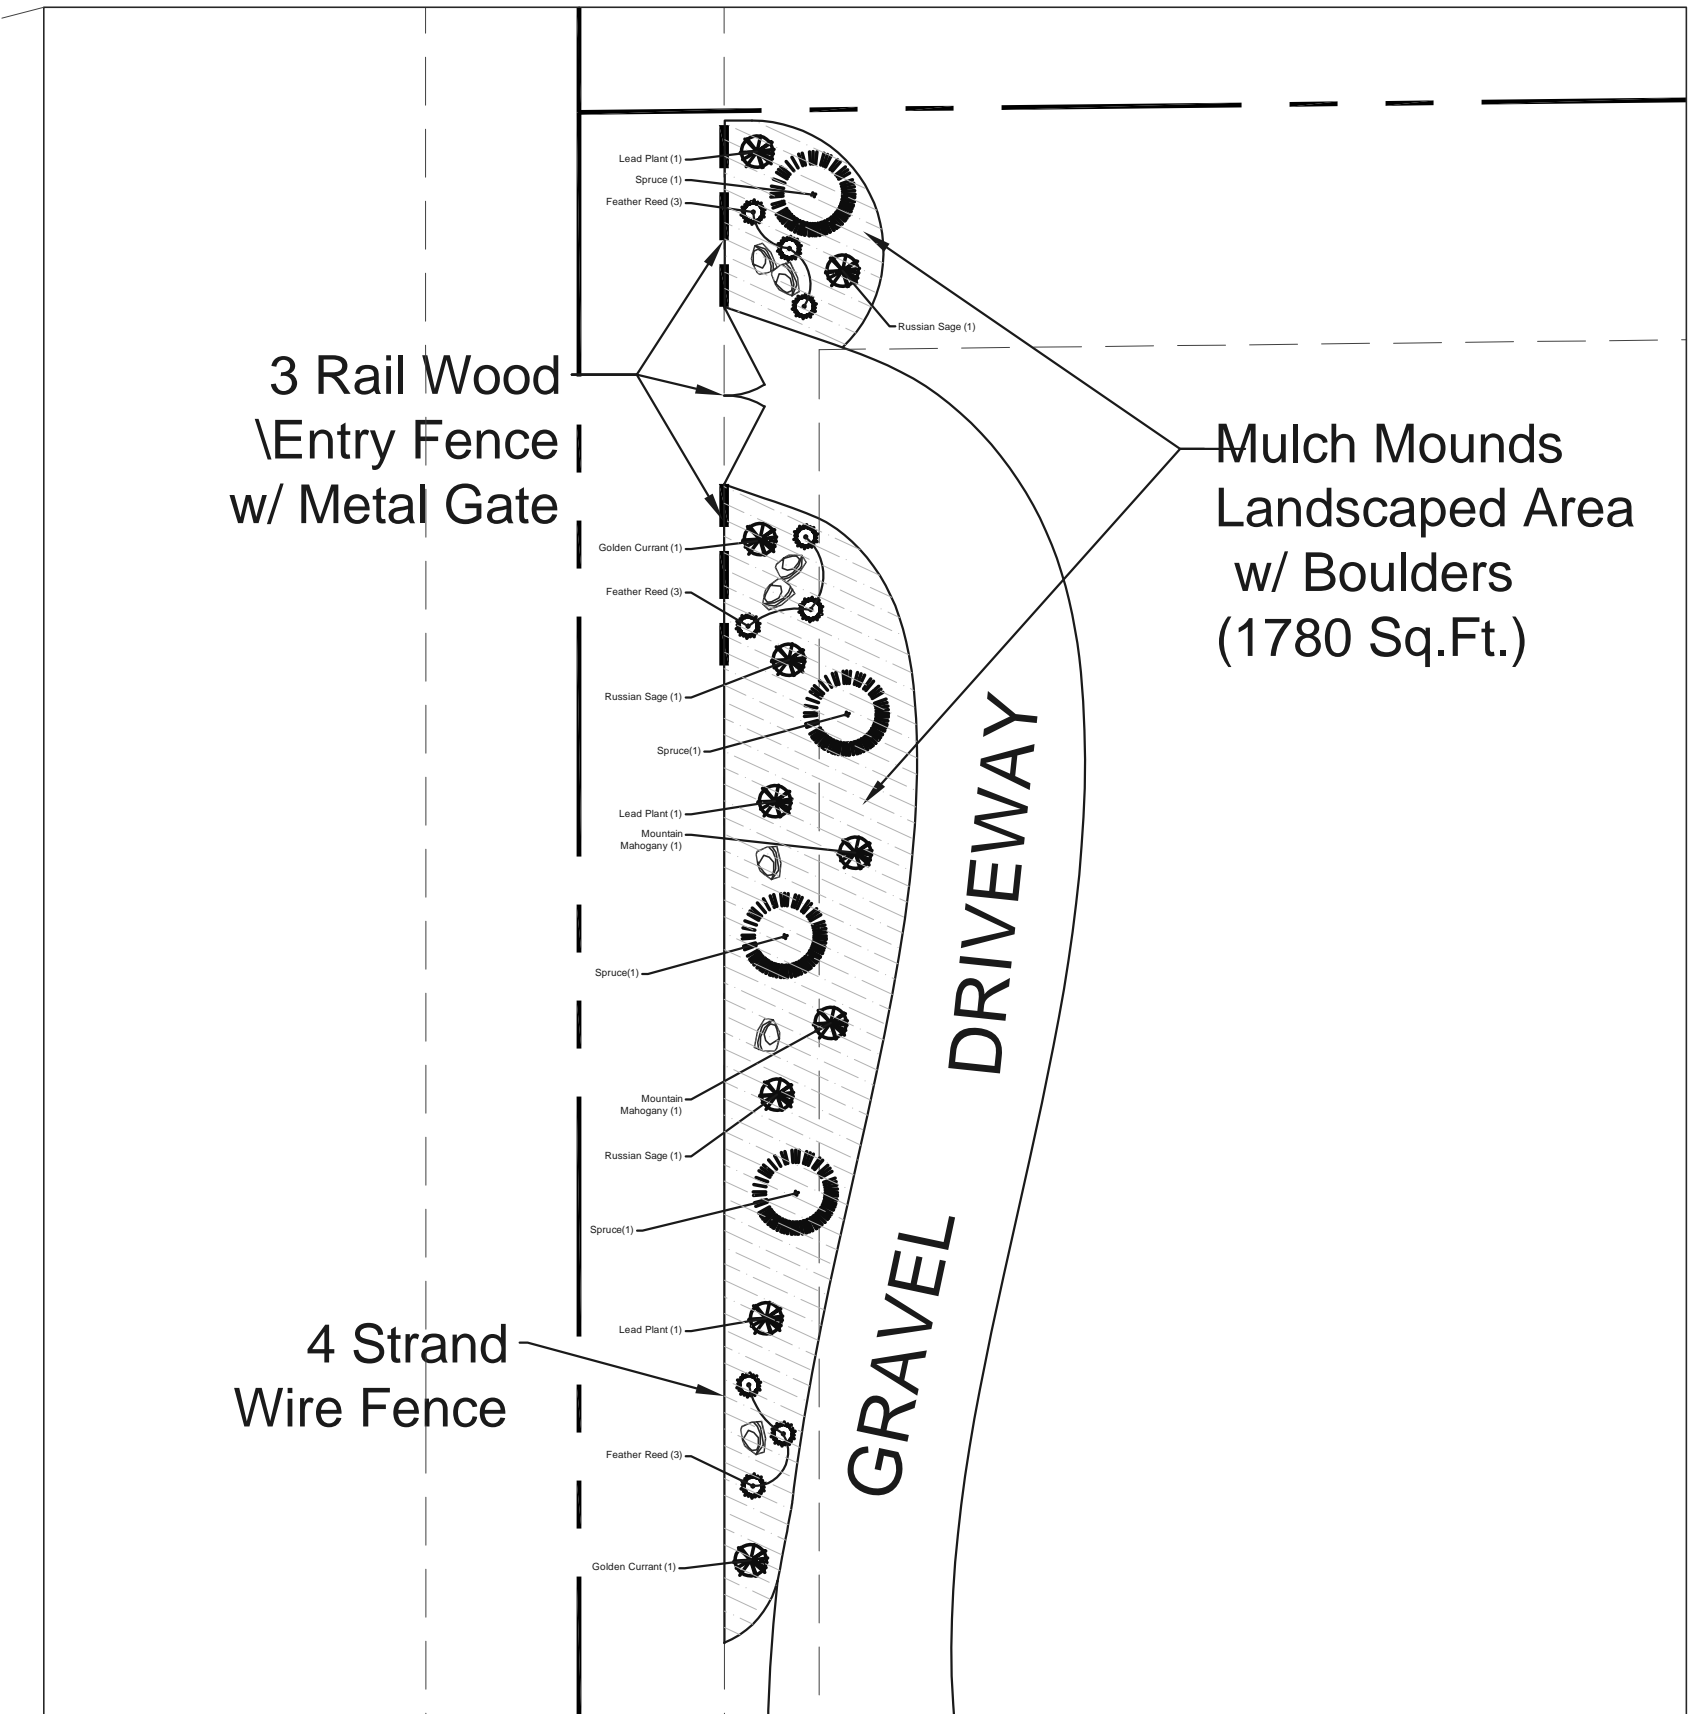 Lead Plant (1)
Spruce (1)
Feather Reed (3)
Russian Sage (1)
3 Rail Wood
\Entry Fence
w/ Metal Gate
Mulch Mounds
Landscaped Area
w/ Boulders
(1780 Sq.Ft.)
Golden Currant (1)
Feather Reed (3)
Russian Sage (1)
Spruce(1)
Lead Plant (1)
Mountain
Mahogany (1)
Spruce(1)
Mountain
Mahogany (1)
Russian Sage (1)
Spruce(1)
Lead Plant (1)
4 Strand
Wire Fence
Feather Reed (3)
Golden Currant (1)
GRAVEL DRIVEWAY